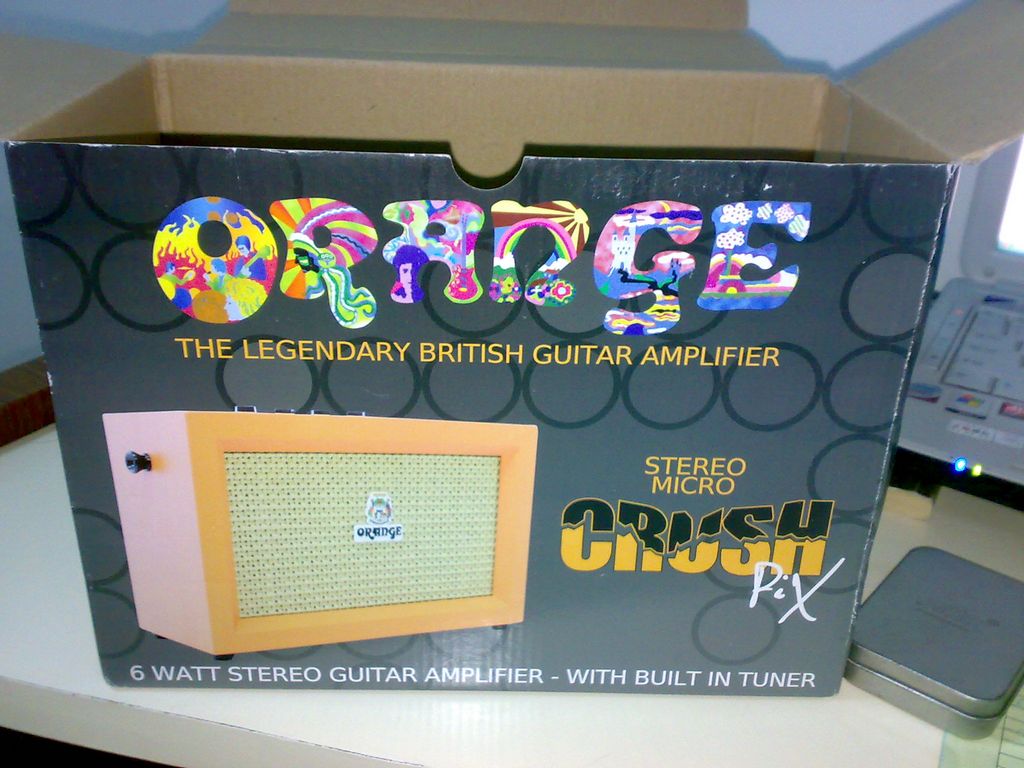 ORANGE
THE LEGENDARY BRITISH GUITAR AMPLIFIER
ORANGE
STEREO
MICRO
CRUSH
PiX
6 WATT STEREO GUITAR AMPLIFIER - WITH BUILT IN TUNER